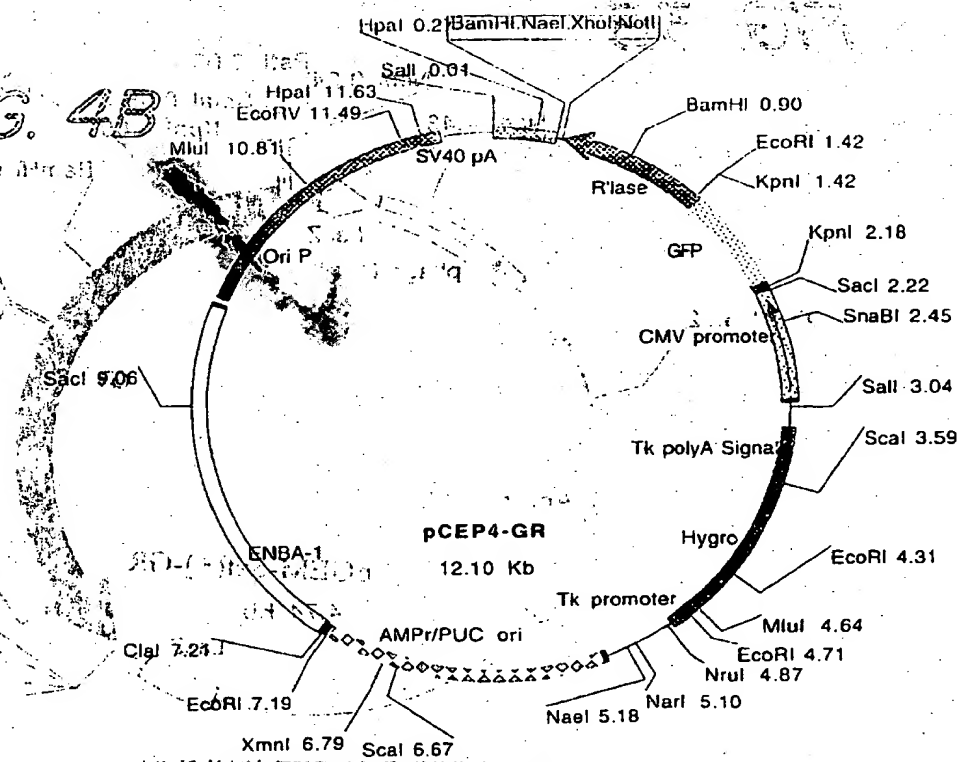 HpaI 0.2
BamHI.NaeI.XhoI.NotI
SalI 0.01
HpaI 11.63
EcoRV 11.49
MluI 10.81
G. 4B
SV40 pA
BamHI 0.90
EcoRI 1.42
KpnI 1.42
R'lase
GFP
KpnI 2.18
SacI 2.22
SnaBI 2.45
CMV promoter
Ori P
SacI 9.06
SalI 3.04
Tk polyA Signal
ScaI 3.59
pCEP4-GR
12.10 Kb
Hygro
ENBA-1
EcoRI 4.31
Tk promoter
MluI 4.64
AMPr/PUC ori
EcoRI 4.71
ClaI 7.21
NruI 4.87
EcoRI 7.19
NarI 5.10
NaeI 5.18
XmnI 6.79
ScaI 6.67